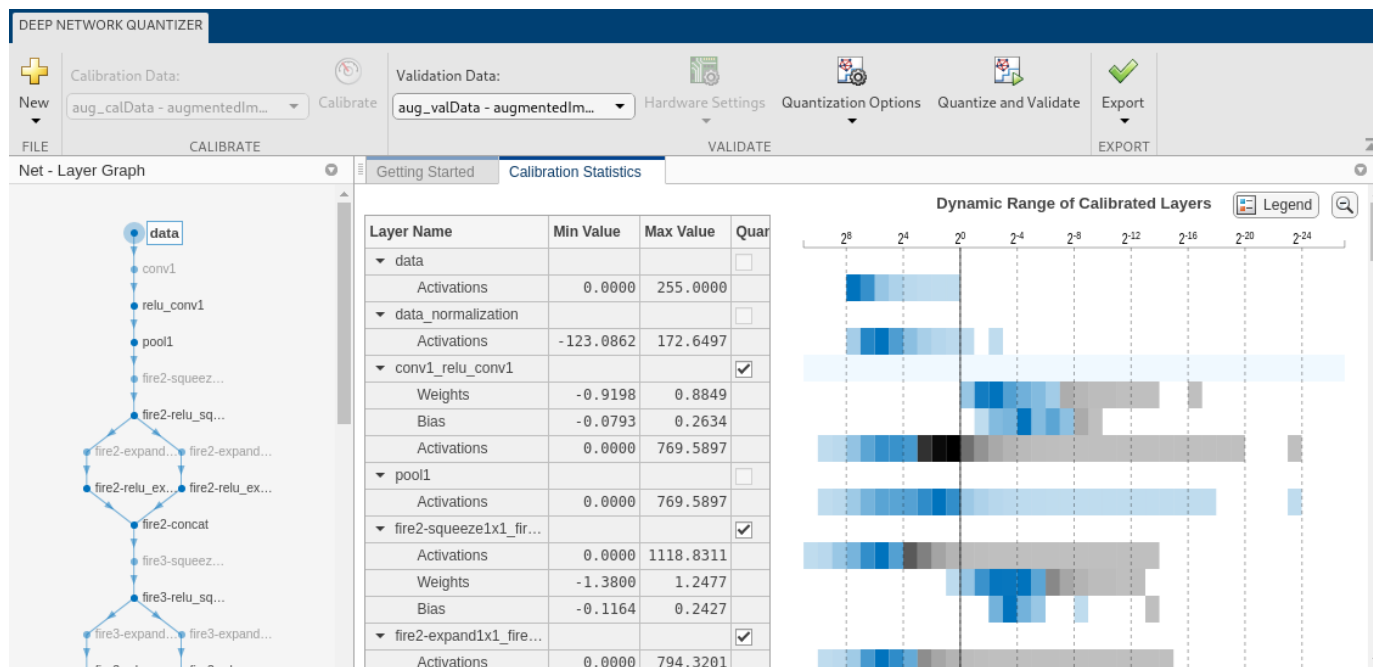 DEEP NETWORK QUANTIZER
New
Calibration Data:
aug_calData - augmentedIm...
Calibrate
Validation Data:
aug_valData - augmentedIm...
Hardware Settings
Quantization Options
Quantize and Validate
Export
FILE
CALIBRATE
VALIDATE
EXPORT
Net - Layer Graph
data
conv1
relu_conv1
pool1
fire2-squeez...
fire2-relu_sq...
fire2-expand... fire2-expand...
fire2-relu_ex... fire2-relu_ex...
fire2-concat
fire3-squeez...
fire3-relu_sq...
fire3-expand... fire3-expand...
Getting Started
Calibration Statistics
Layer Name Min Value Max Value Quar
data
Activations 0.0000 255.0000
data_normalization
Activations -123.0862 172.6497
conv1_relu_conv1
Weights -0.9198 0.8849
Bias -0.0793 0.2634
Activations 0.0000 769.5897
pool1
Activations 0.0000 769.5897
fire2-squeeze1x1_fir...
Activations 0.0000 1118.8311
Weights -1.3800 1.2477
Bias -0.1164 0.2427
fire2-expand1x1_fire...
Activations 0.0000 794.3201
Dynamic Range of Calibrated Layers
Legend
2⁸ 2⁴ 2⁰ 2⁻⁴ 2⁻⁸ 2⁻¹² 2⁻¹⁶ 2⁻²⁰ 2⁻²⁴